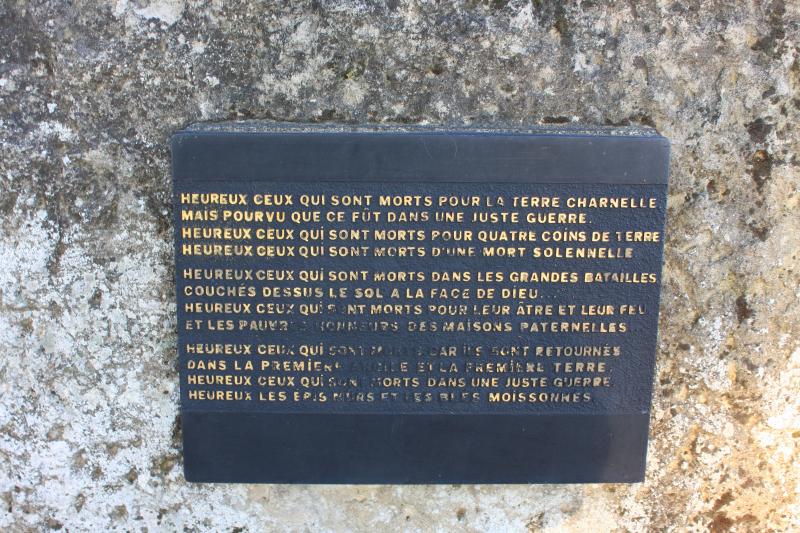 HEUREUX CEUX QUI SONT MORTS POUR LA TERRE CHARNELLE
MAIS POURVU QUE CE FÛT DANS UNE JUSTE GUERRE.
HEUREUX CEUX QUI SONT MORTS POUR QUATRE COINS DE TERRE
HEUREUX CEUX QUI SONT MORTS D'UNE MORT SOLENNELLE
HEUREUX CEUX QUI SONT MORTS DANS LES GRANDES BATAILLES
COUCHÉS DESSUS LE SOL A LA FACE DE DIEU...
HEUREUX CEUX QUI SONT MORTS POUR LEUR ÂTRE ET LEUR FEU
ET LES PAUVRES HONNEURS DES MAISONS PATERNELLES.
HEUREUX CEUX QUI SONT MORTS CAR ILS SONT RETOURNÉS
DANS LA PREMIÈRE ARGILE ET LA PREMIÈRE TERRE
HEUREUX CEUX QUI SONT MORTS DANS UNE JUSTE GUERRE
HEUREUX LES EPIS MURS ET LES BLES MOISSONNES.